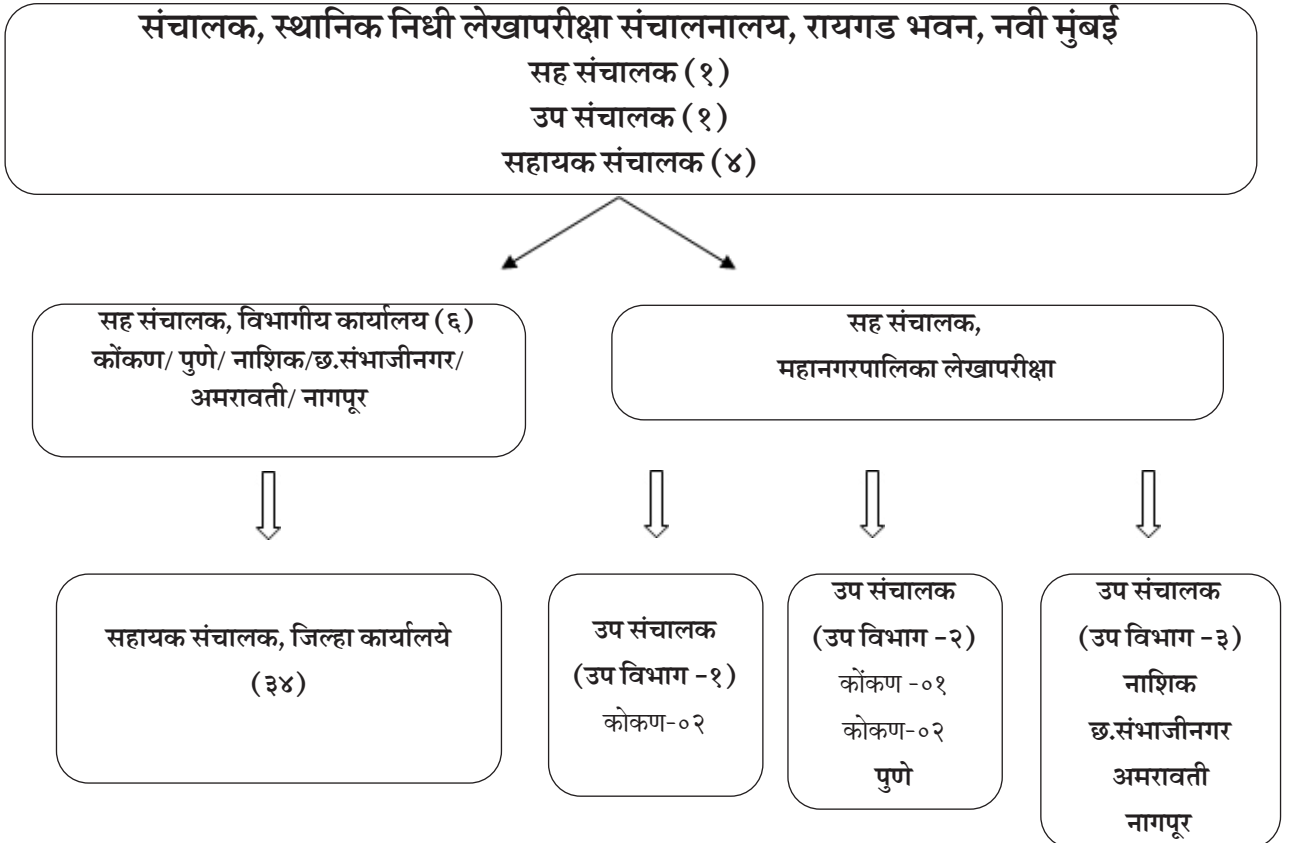 संचालक, स्थानिक निधी लेखापरीक्षा संचालनालय, रायगड भवन, नवी मुंबई
सह संचालक (१)
उप संचालक (१)
सहायक संचालक (४)
सह संचालक, विभागीय कार्यालय (६)
कोंकण/ पुणे/ नाशिक/छ.संभाजीनगर/
अमरावती/ नागपूर
सह संचालक,
महानगरपालिका लेखापरीक्षा
सहायक संचालक, जिल्हा कार्यालये
(३४)
उप संचालक
(उप विभाग -१)
कोकण-०२
उप संचालक
(उप विभाग -२)
कोंकण -०१
कोकण-०२
पुणे
उप संचालक
(उप विभाग -३)
नाशिक
छ.संभाजीनगर
अमरावती
नागपूर